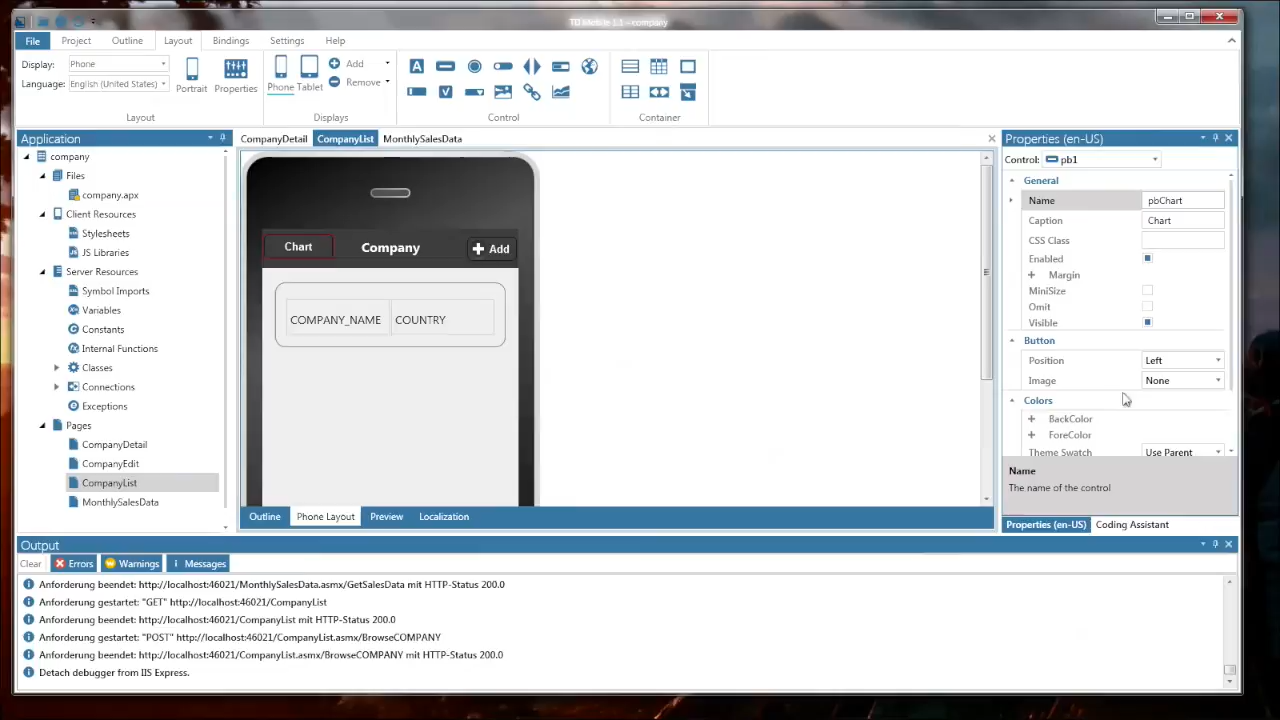 TD Mobile 1.1 - company
File Project Outline Layout Bindings Settings Help
Display: Phone
Language: English (United States)
Portrait Properties
Phone Tablet
Add
Remove
Layout Displays Control Container
Application
company
Files
company.apx
Client Resources
Stylesheets
JS Libraries
Server Resources
Symbol Imports
Variables
Constants
Internal Functions
Classes
Connections
Exceptions
Pages
CompanyDetail
CompanyEdit
CompanyList
MonthlySalesData
CompanyDetail CompanyList MonthlySalesData
Chart Company Add
COMPANY_NAME COUNTRY
Outline Phone Layout Preview Localization
Properties (en-US)
Control: pb1
General
Name pbChart
Caption Chart
CSS Class
Enabled
Margin
MiniSize
Omit
Visible
Button
Position Left
Image None
Colors
BackColor
ForeColor
Theme Swatch Use Parent
Name
The name of the control
Properties (en-US) Coding Assistant
Output
Clear Errors Warnings Messages
Anforderung beendet: http://localhost:46021/MonthlySalesData.asmx/GetSalesData mit HTTP-Status 200.0
Anforderung gestartet: "GET" http://localhost:46021/CompanyList
Anforderung beendet: http://localhost:46021/CompanyList mit HTTP-Status 200.0
Anforderung gestartet: "POST" http://localhost:46021/CompanyList.asmx/BrowseCOMPANY
Anforderung beendet: http://localhost:46021/CompanyList.asmx/BrowseCOMPANY mit HTTP-Status 200.0
Detach debugger from IIS Express.